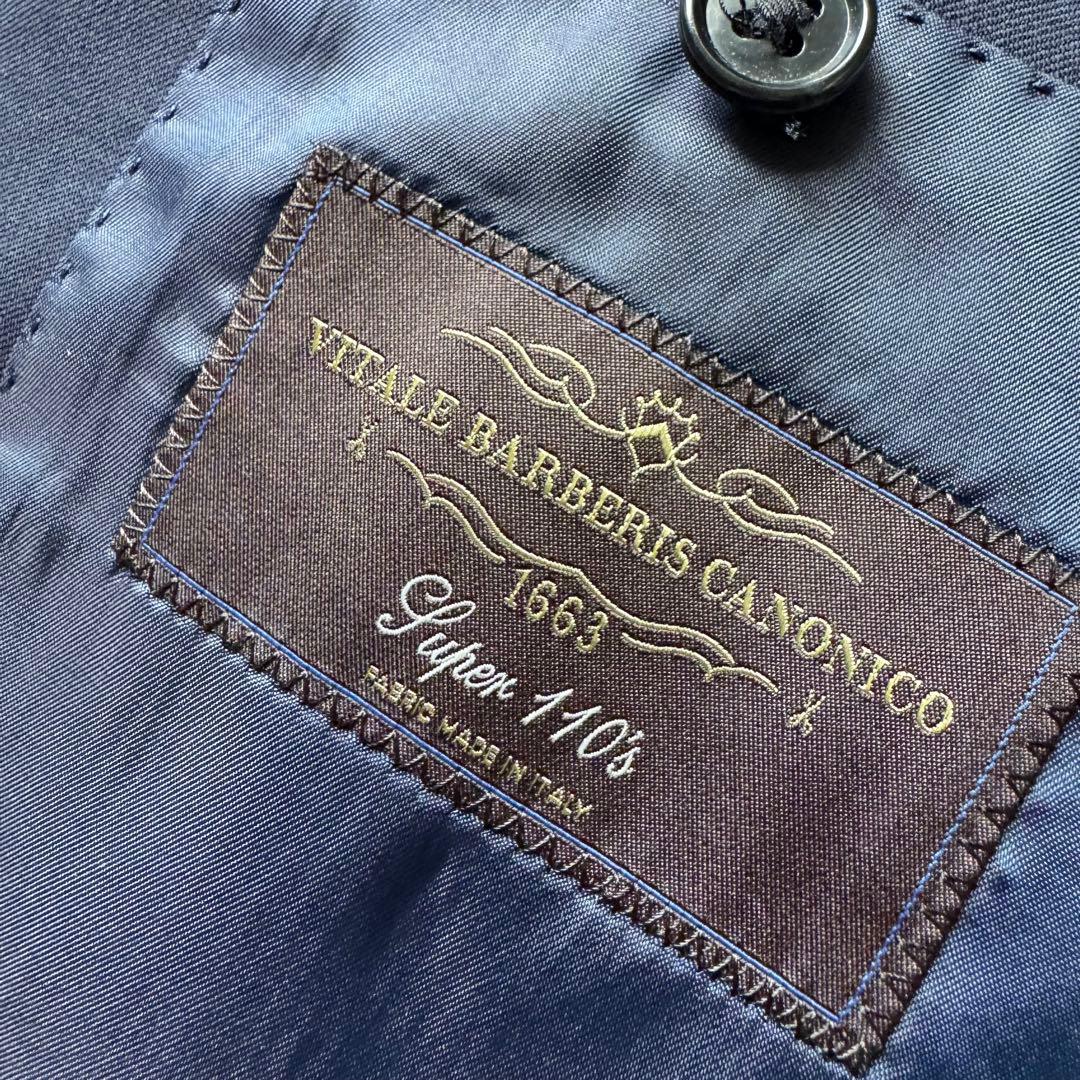 VITALE BARBERIS CANONICO
1663
Super 110's
FABRIC MADE IN ITALY